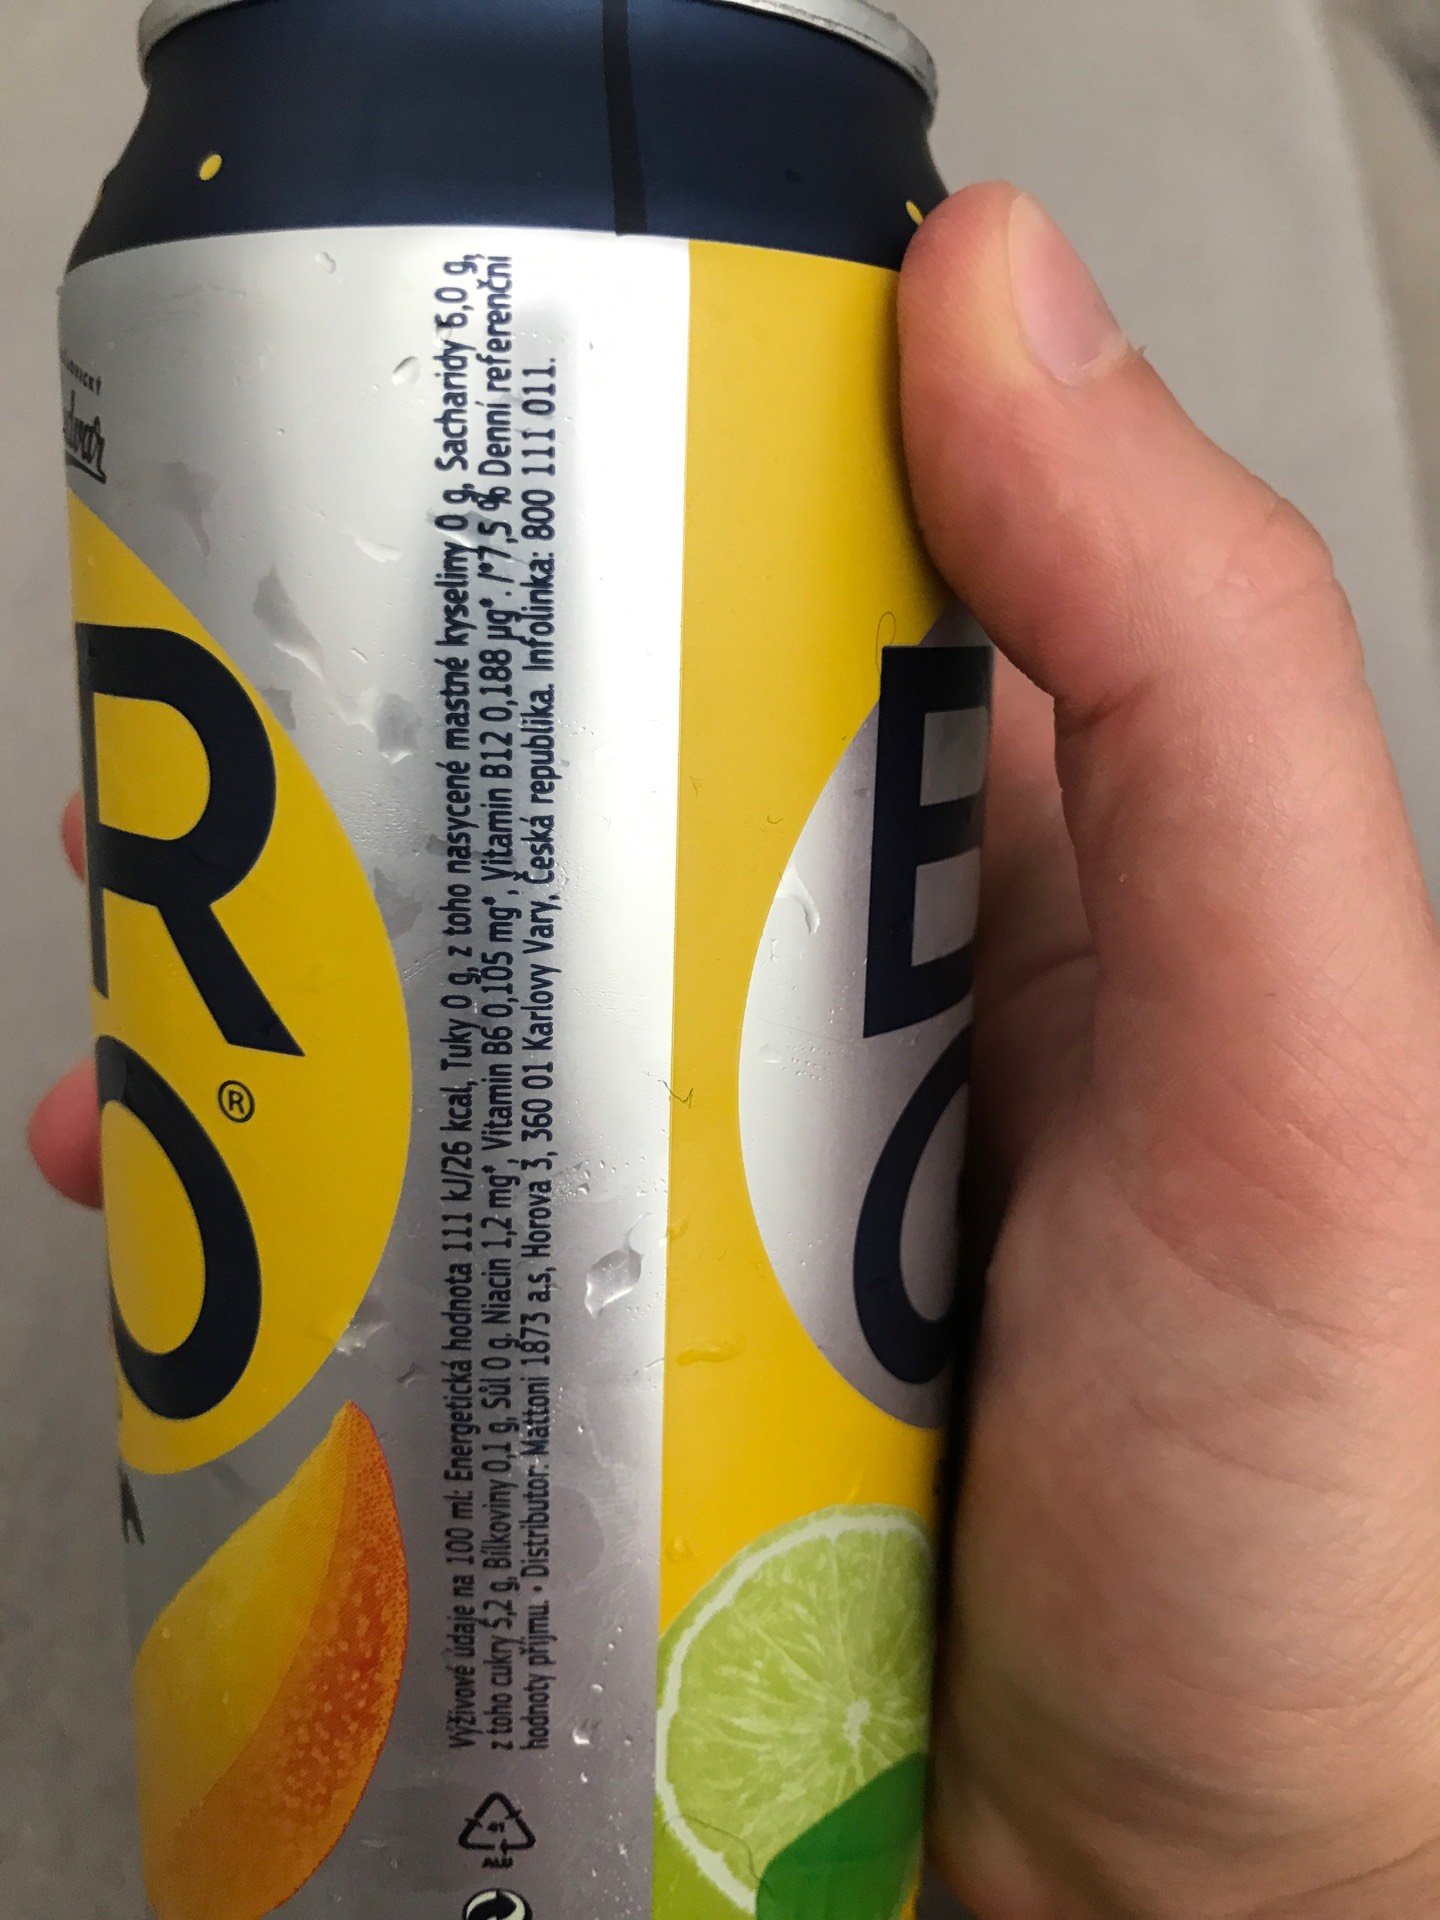 Výživové údaje na 100 ml: Energetická hodnota 111 kJ/26 kcal, Tuky 0 g, z toho nasycené mastné kyseliny 0 g, Sacharidy 6,0 g,
z toho cukry 5,2 g, Bílkoviny 0,1 g, Sůl 0 g. Niacin 1,2 mg*, Vitamin B6 0,105 mg*, Vitamin B12 0,188 µg*. /*7,5 % Denní referenční
hodnoty příjmu. • Distributor: Mattoni 1873 a.s, Horova 3, 360 01 Karlovy Vary, Česká republika. Infolinka: 800 111 011.
R
O®